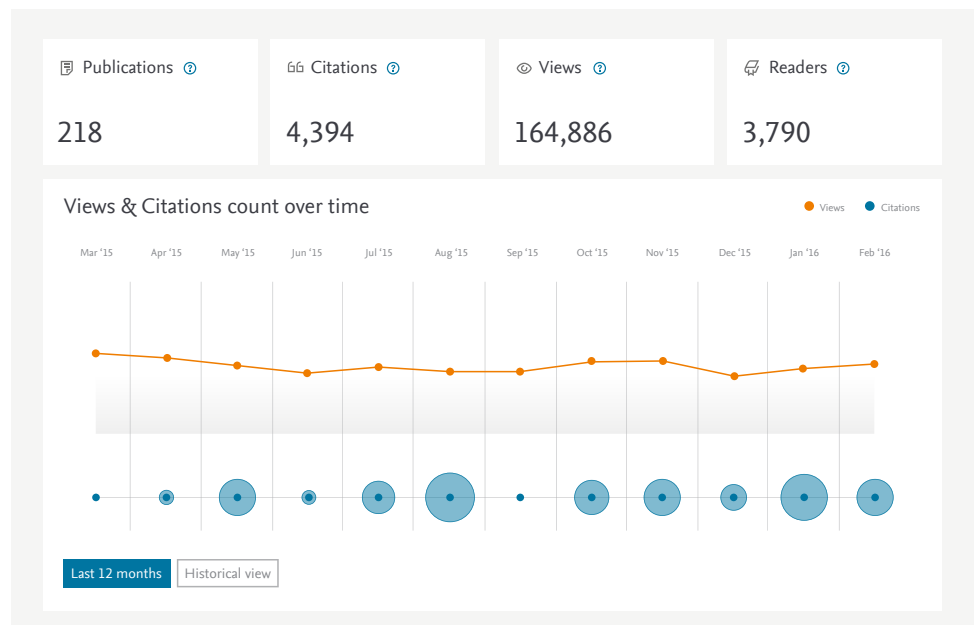 Publications ?
Citations ?
Views ?
Readers ?
218
4,394
164,886
3,790
Views & Citations count over time
Views
Citations
Mar ‘15 Apr ‘15 May ‘15 Jun ‘15 Jul ‘15 Aug ‘15 Sep ‘15 Oct ‘15 Nov ‘15 Dec ‘15 Jan ‘16 Feb ‘16
Last 12 months
Historical view